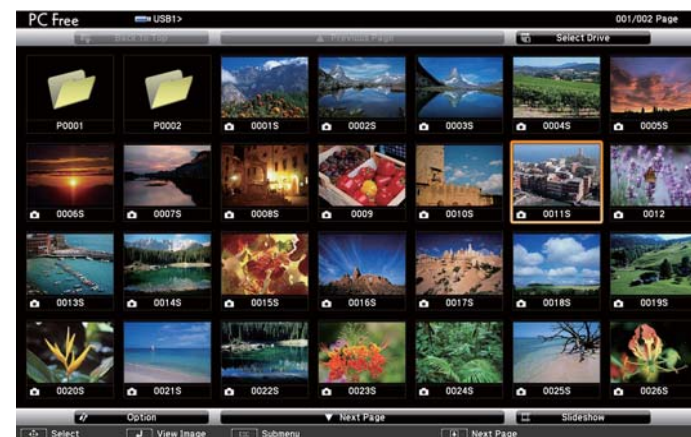 PC Free USB1> 001/002 Page
Back to Top Previous Page Select Drive
P0001 P0002 0001S 0002S 0003S 0004S 0005S
0006S 0007S 0008S 0009 0010S 0011S 0012
0013S 0014S 0015S 0016S 0017S 0018S 0019S
0020S 0021S 0022S 0023S 0024S 0025S 0026S
Option Next Page Slideshow
Select View Image Esc Submenu Next Page